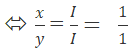 ⇔ x/y = I/I = 1/1